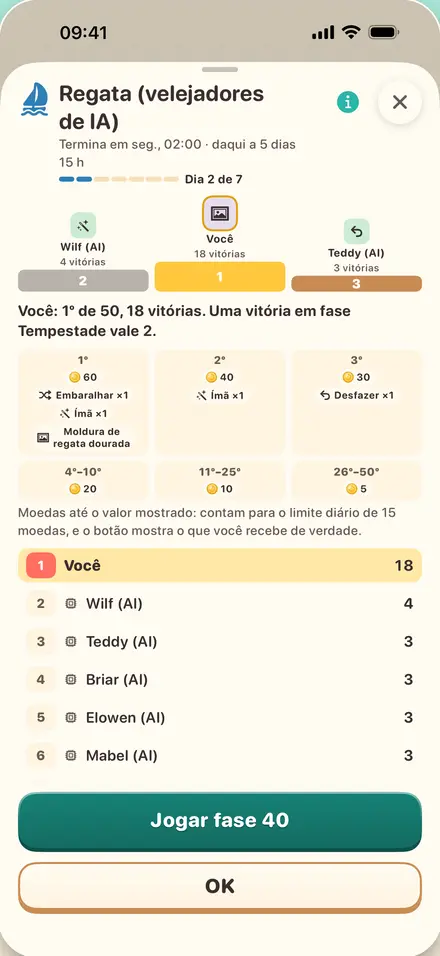 09:41
Regata (velejadores
de IA)
Termina em seg., 02:00 · daqui a 5 dias
15 h
Dia 2 de 7
Wilf (AI)
4 vitórias
2
Você
18 vitórias
1
Teddy (AI)
3 vitórias
3
Você: 1º de 50, 18 vitórias. Uma vitória em fase
Tempestade vale 2.
1º
60
Embaralhar ×1
Ímã ×1
Moldura de
regata dourada
2º
40
Ímã ×1
3º
30
Desfazer ×1
4º–10º
20
11º–25º
10
26º–50º
5
Moedas até o valor mostrado: contam para o limite diário de 15
moedas, e o botão mostra o que você recebe de verdade.
1 Você 18
2 Wilf (AI) 4
3 Teddy (AI) 3
4 Briar (AI) 3
5 Elowen (AI) 3
6 Mabel (AI) 3
Jogar fase 40
OK